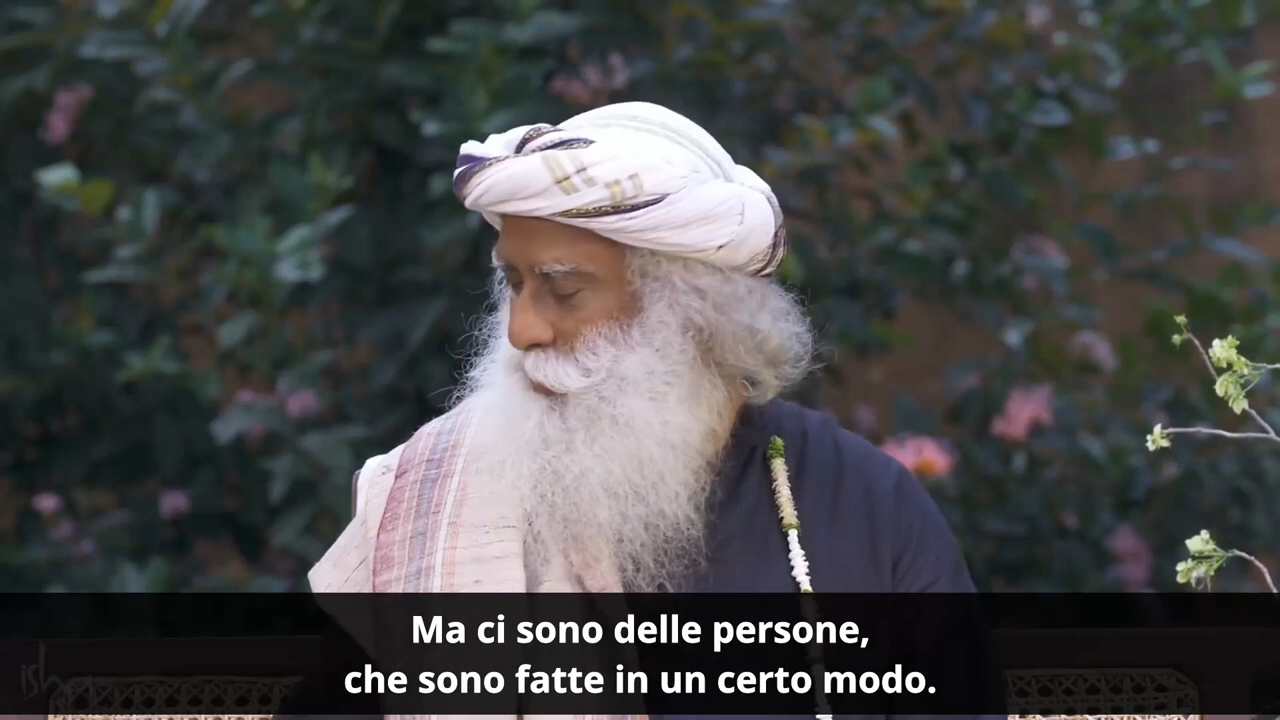 Ma ci sono delle persone,
che sono fatte in un certo modo.